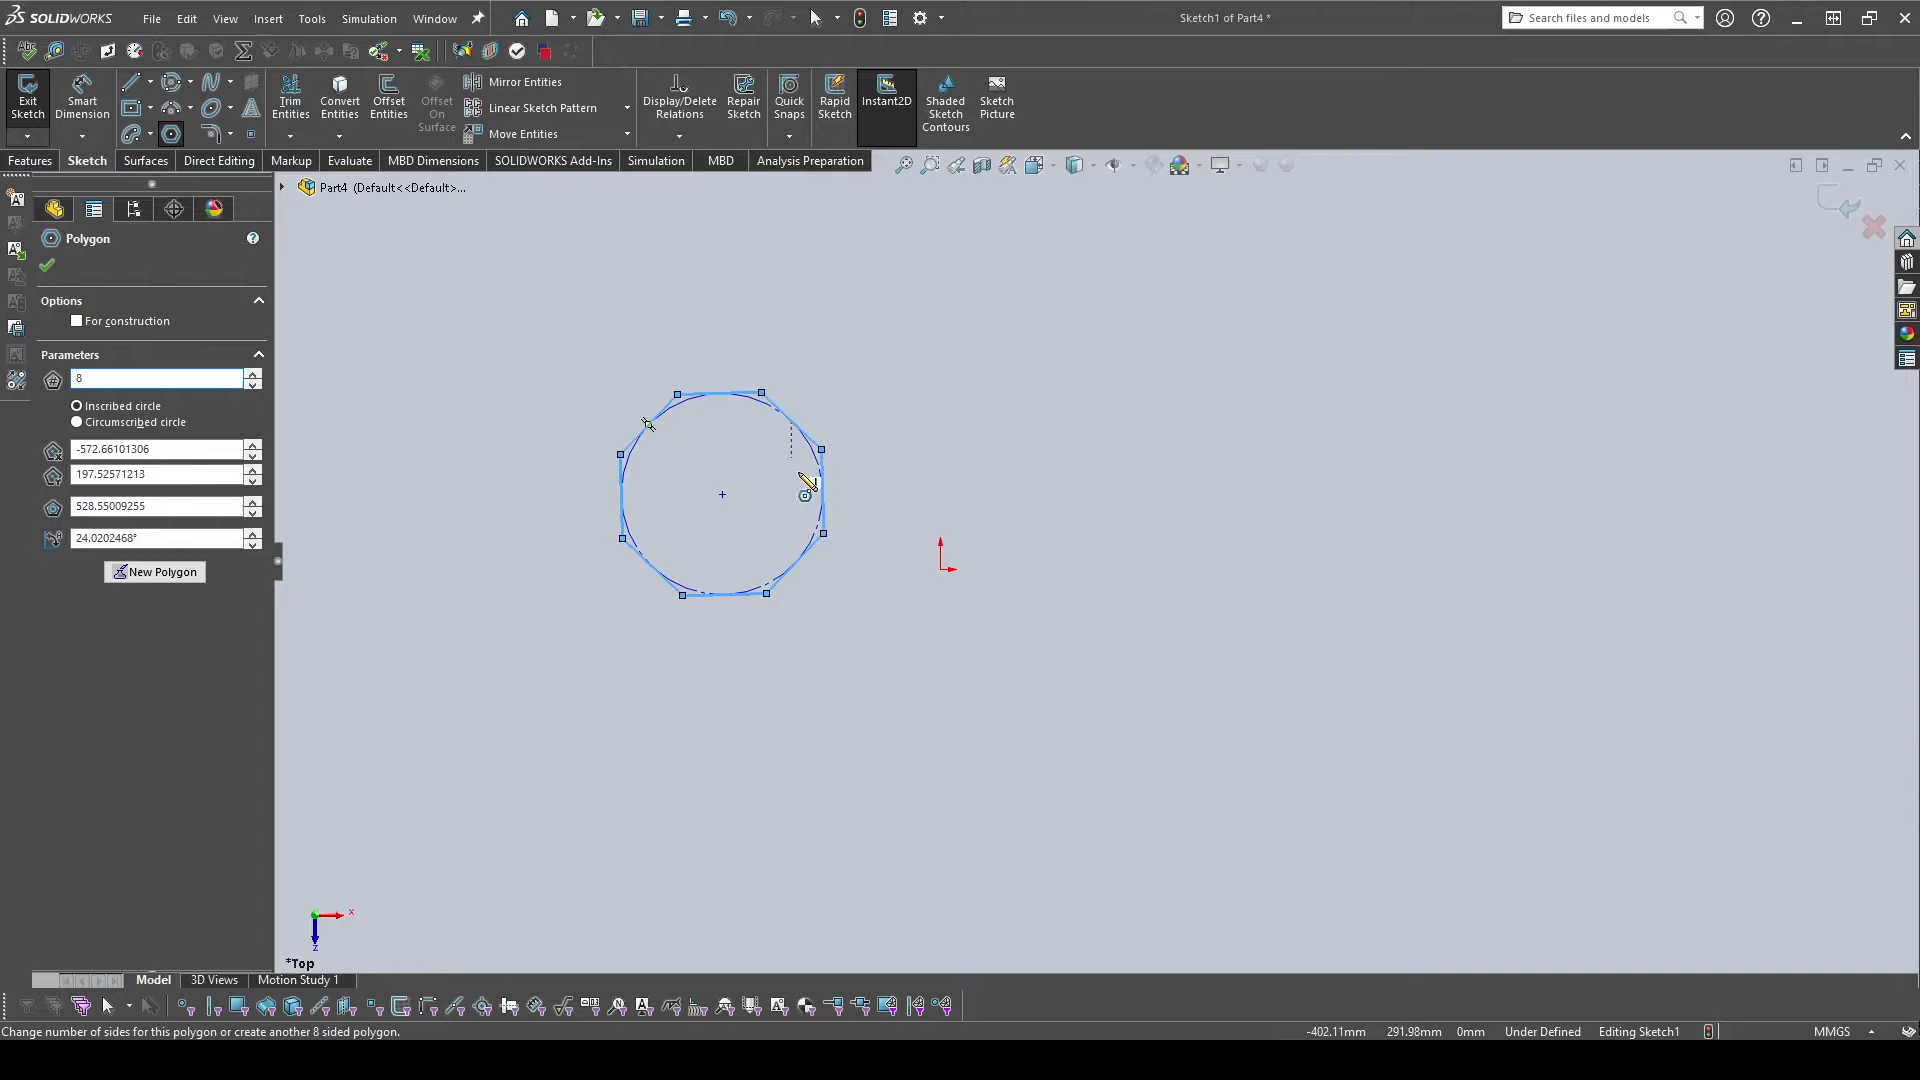 SOLIDWORKS
File Edit View Insert Tools Simulation Window
Sketch1 of Part4 *
Search files and models
Exit Sketch
Smart Dimension
Trim Entities
Convert Entities
Offset Entities
Offset On Surface
Mirror Entities
Linear Sketch Pattern
Move Entities
Display/Delete Relations
Repair Sketch
Quick Snaps
Rapid Sketch
Instant2D
Shaded Sketch Contours
Sketch Picture
Features Sketch Surfaces Direct Editing Markup Evaluate MBD Dimensions SOLIDWORKS Add-Ins Simulation MBD Analysis Preparation
Part4 (Default<<Default>...
Polygon
Options
For construction
Parameters
8
Inscribed circle
Circumscribed circle
-572.66101306
197.52571213
528.55009255
24.0202468°
New Polygon
x
z
*Top
Model 3D Views Motion Study 1
Change number of sides for this polygon or create another 8 sided polygon.
-402.11mm 291.98mm 0mm Under Defined Editing Sketch1 MMGS